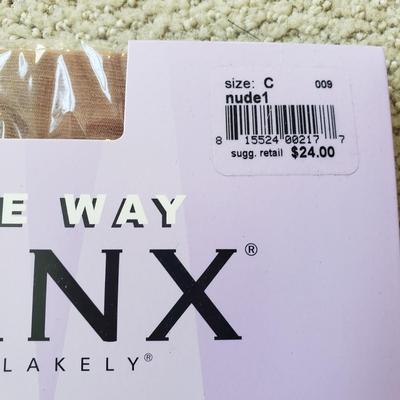 size: C 009
nude1
8 15524 00217 7
sugg. retail $24.00
E WAY
NX®
LAKELY®